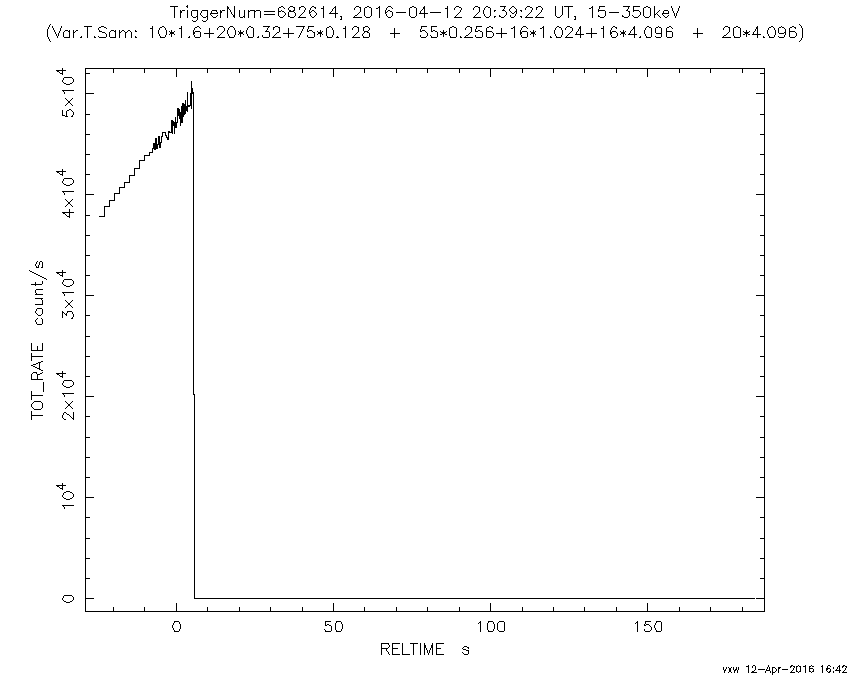 TriggerNum=682614, 2016-04-12 20:39:22 UT, 15-350keV
(Var.T.Sam: 10*1.6+20*0.32+75*0.128 + 55*0.256+16*1.024+16*4.096 + 20*4.096)
TOT_RATE count/s
5×10⁴
4×10⁴
3×10⁴
2×10⁴
10⁴
0
0 50 100 150
RELTIME s
vxw 12-Apr-2016 16:42